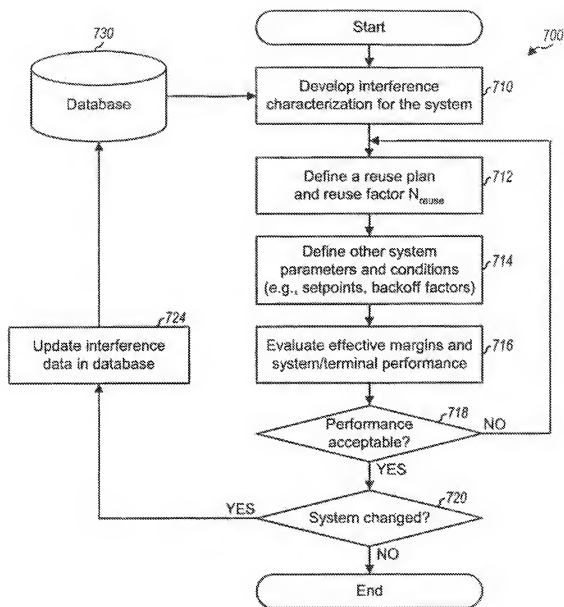 730
Start
700
Database
Develop interference
characterization for the system
710
Define a reuse plan
and reuse factor Nreuse
712
Define other system
parameters and conditions
(e.g., setpoints, backoff factors)
714
724
Update interference
data in database
Evaluate effective margins and
system/terminal performance
716
718
Performance
acceptable?
NO
YES
720
YES
System changed?
NO
End